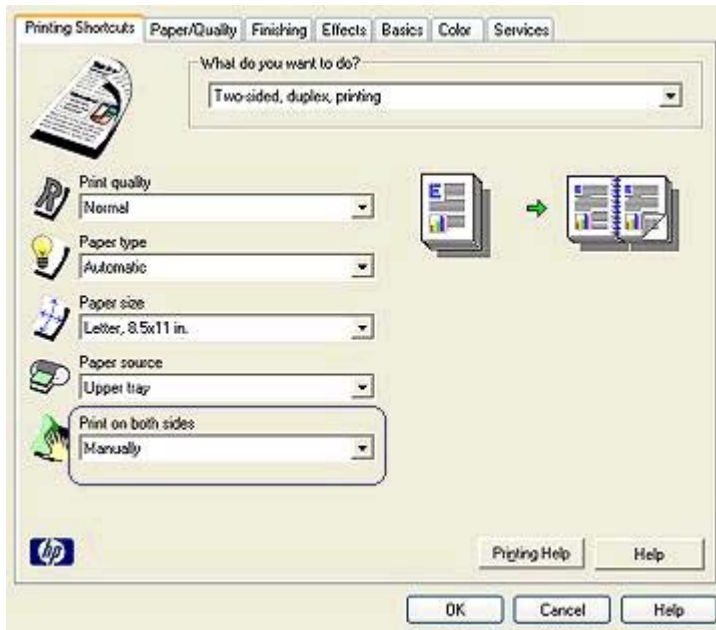 Printing Shortcuts Paper/Quality Finishing Effects Basics Color Services
What do you want to do?
Two-sided, duplex, printing
Print quality
Normal
Paper type
Automatic
Paper size
Letter, 8.5x11 in.
Paper source
Upper tray
Print on both sides
Manually
hp
Printing Help Help
OK Cancel Help